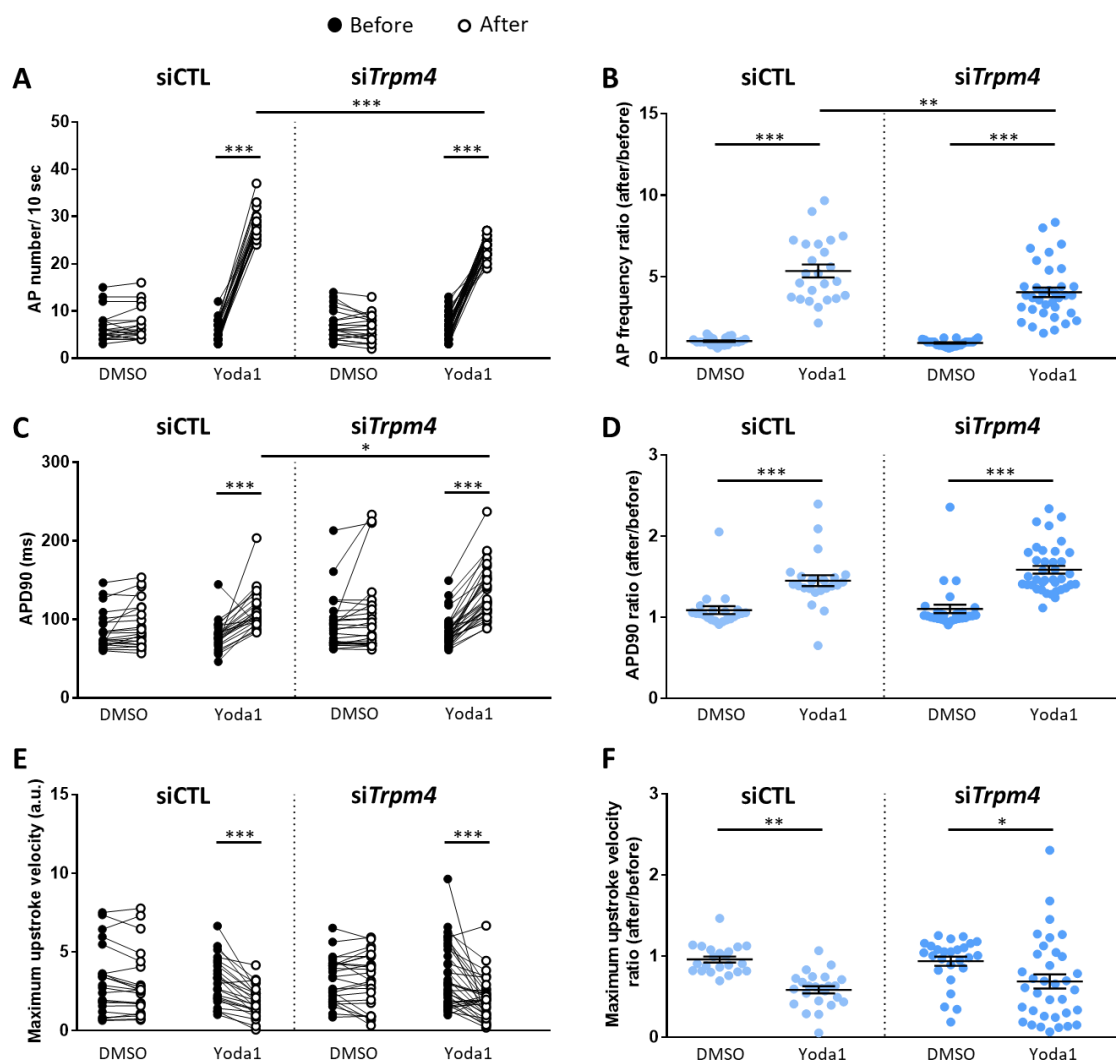 Before After
A siCTL siTrpm4
***
*** ***
AP number/ 10 sec
50
40
30
20
10
0
DMSO Yoda1 DMSO Yoda1
B siCTL siTrpm4
**
*** ***
AP frequency ratio (after/before)
15
10
5
0
DMSO Yoda1 DMSO Yoda1
C siCTL siTrpm4
*
*** ***
APD90 (ms)
300
200
100
0
DMSO Yoda1 DMSO Yoda1
D siCTL siTrpm4
*** ***
APD90 ratio (after/before)
3
2
1
0
DMSO Yoda1 DMSO Yoda1
E siCTL siTrpm4
*** ***
Maximum upstroke velocity (a.u.)
15
10
5
0
DMSO Yoda1 DMSO Yoda1
F siCTL siTrpm4
** *
Maximum upstroke velocity
ratio (after/before)
3
2
1
0
DMSO Yoda1 DMSO Yoda1